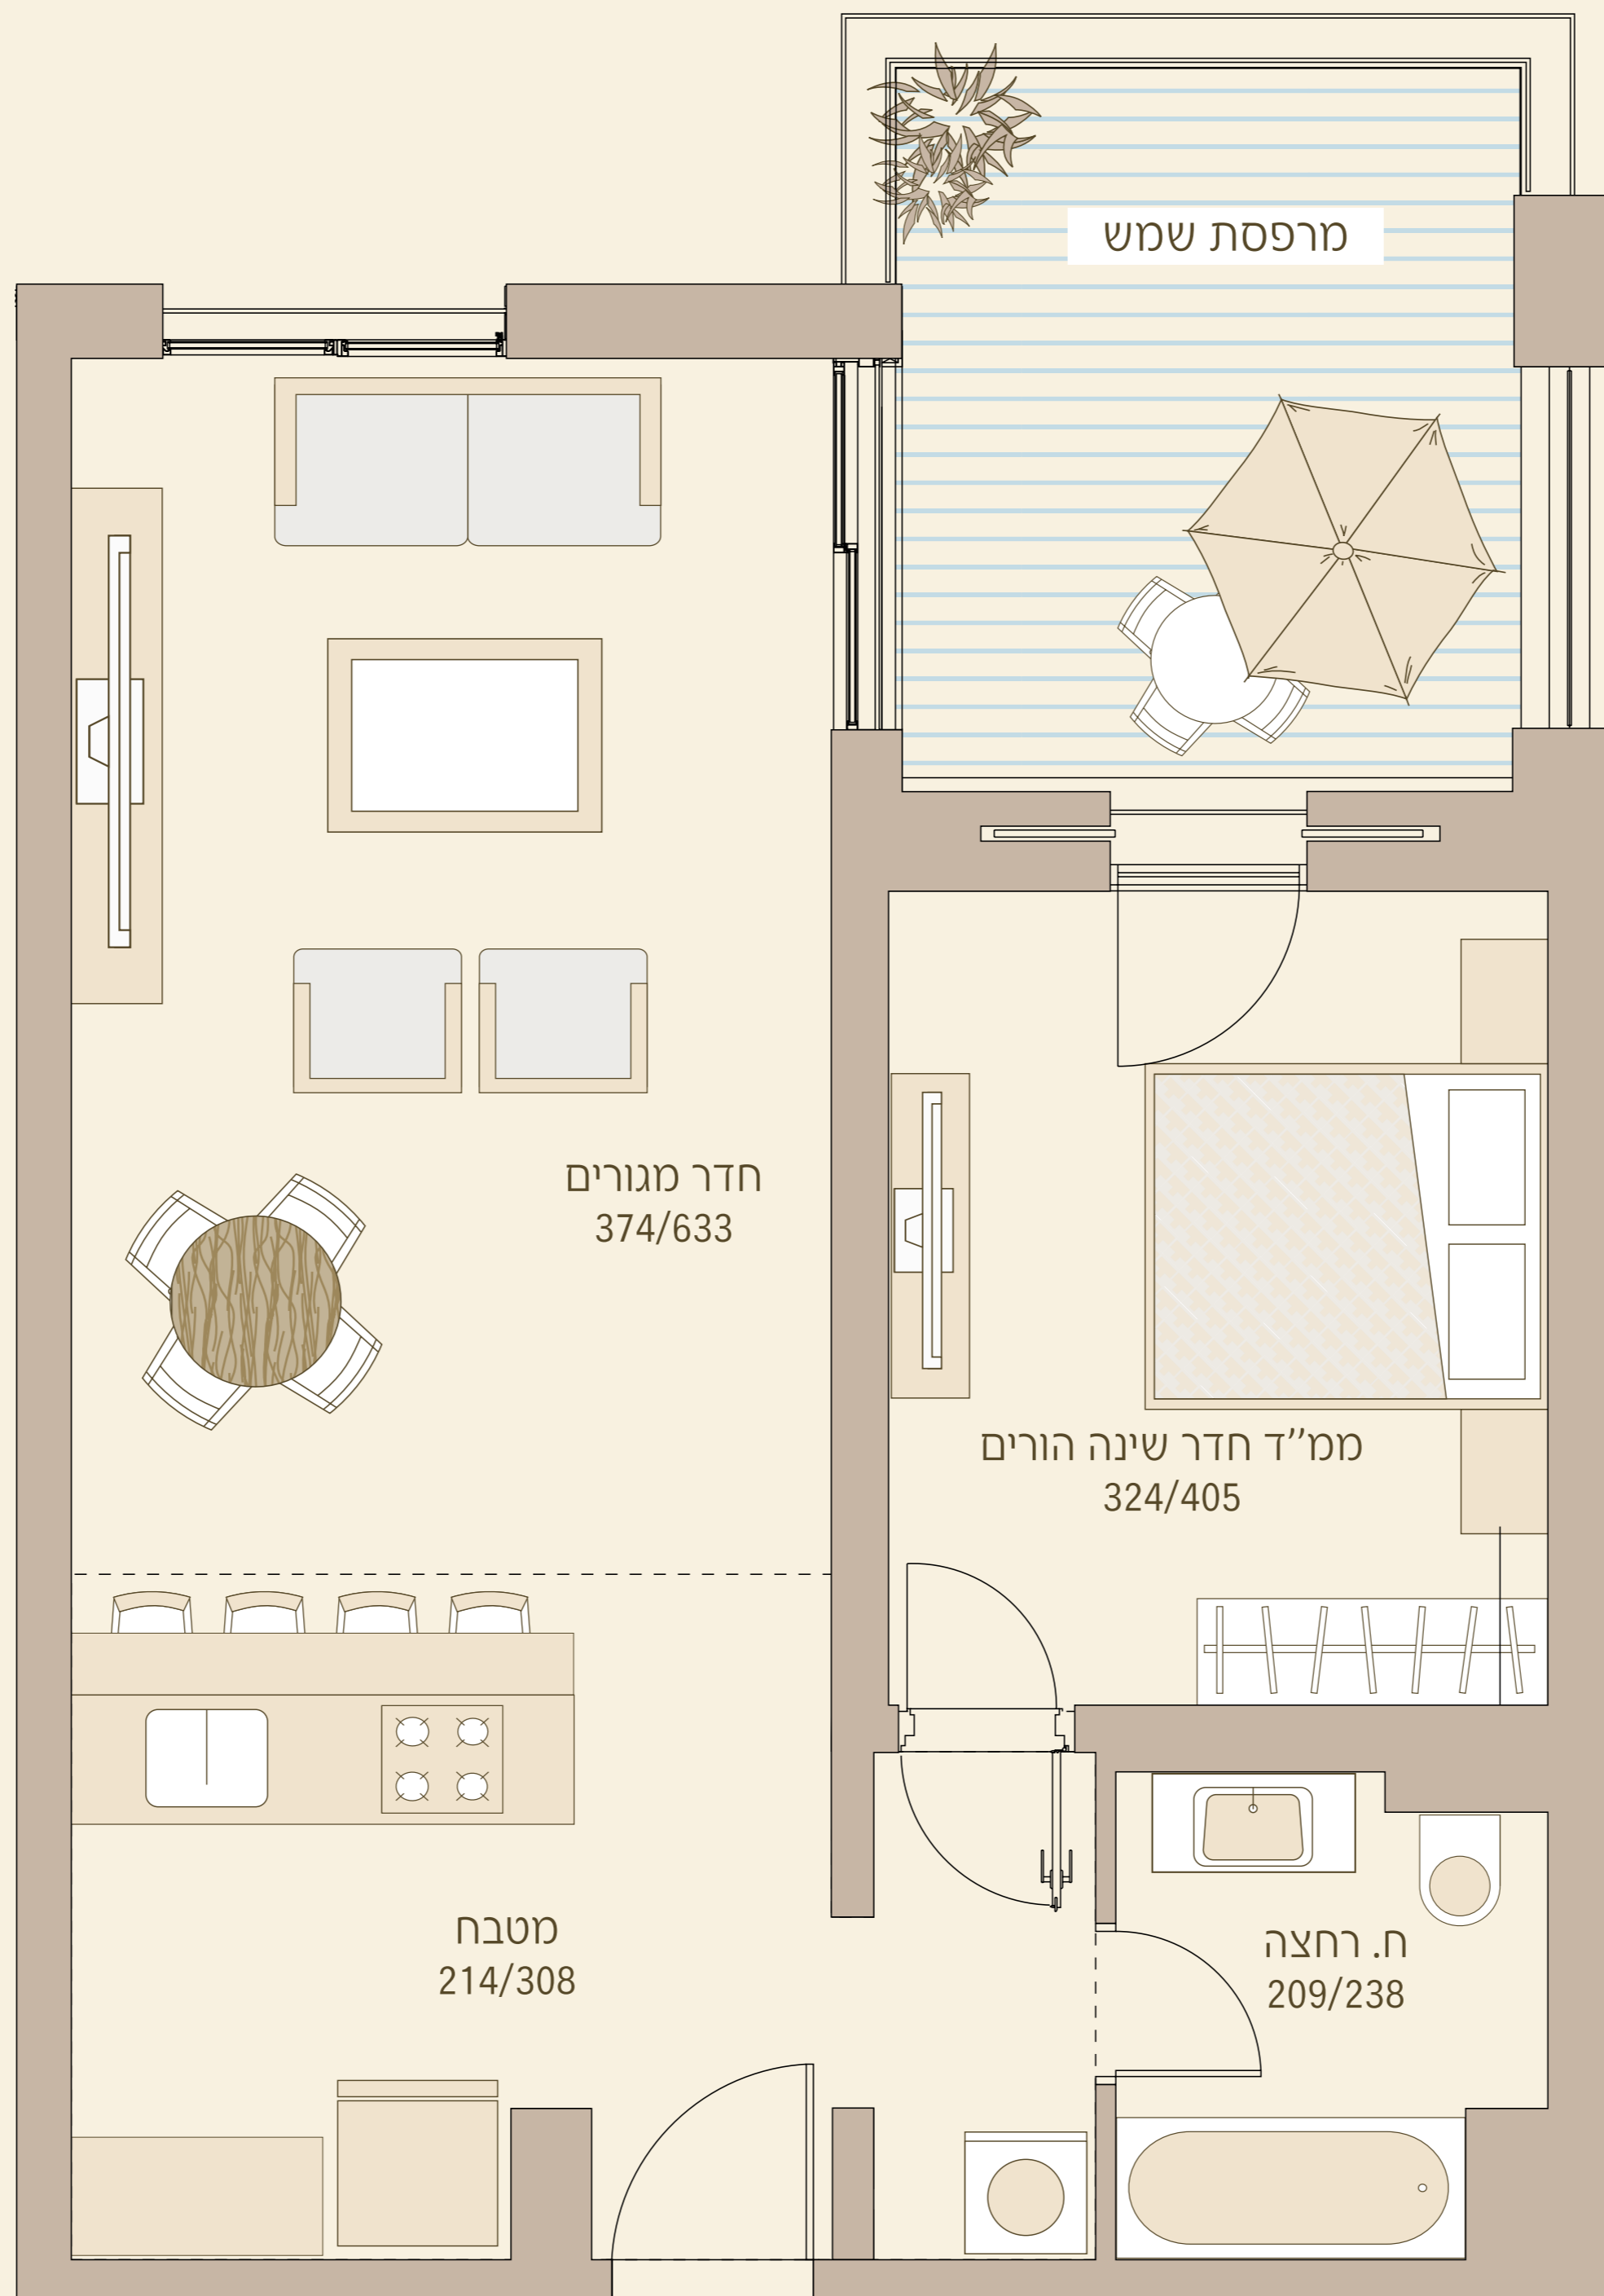 מרפסת שמש
חדר מגורים
374/633
ממ״ד חדר שינה הורים
324/405
מטבח
214/308
ח. רחצה
209/238